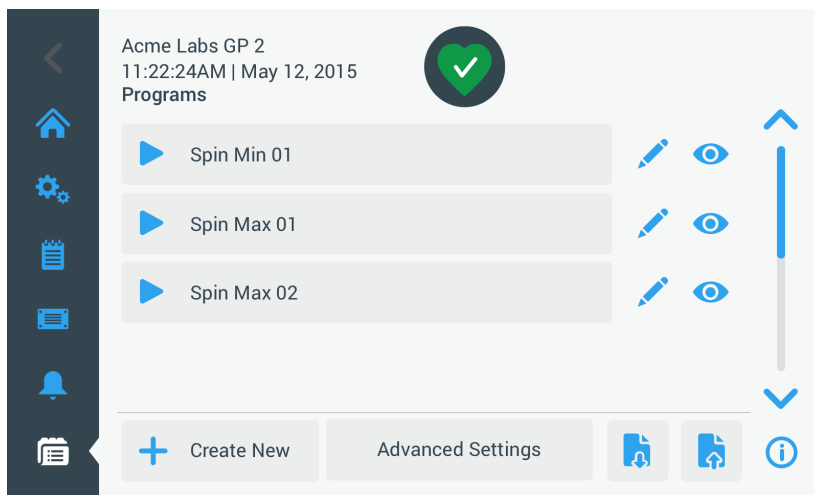 Acme Labs GP 2
11:22:24AM | May 12, 2015
Programs
Spin Min 01
Spin Max 01
Spin Max 02
Create New
Advanced Settings